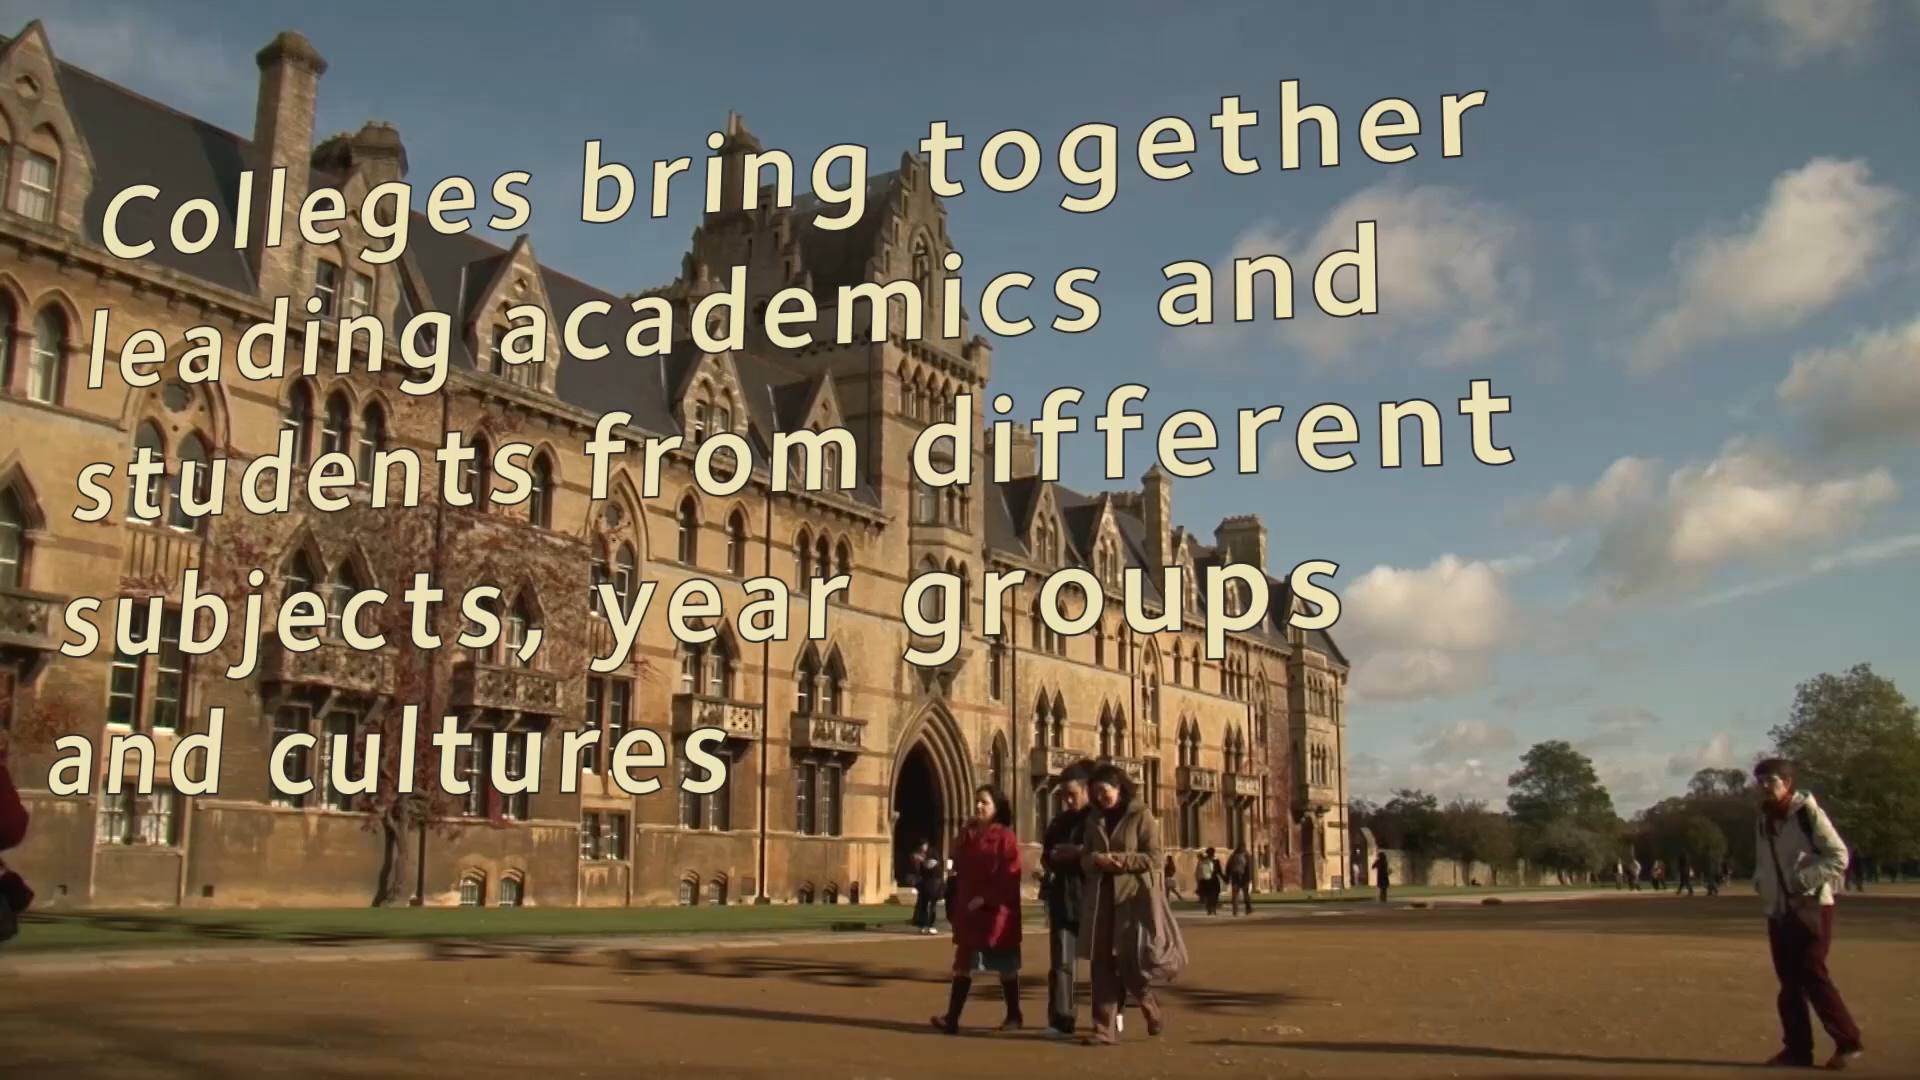 Colleges bring together
leading academics and
students from different
subjects, year groups
and cultures